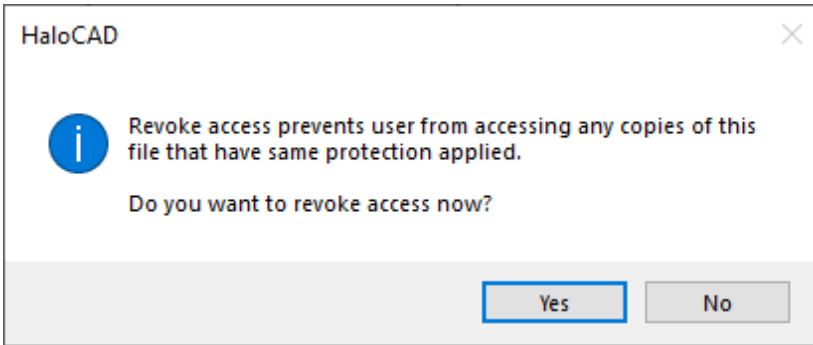 HaloCAD
Revoke access prevents user from accessing any copies of this
file that have same protection applied.
Do you want to revoke access now?
Yes
No